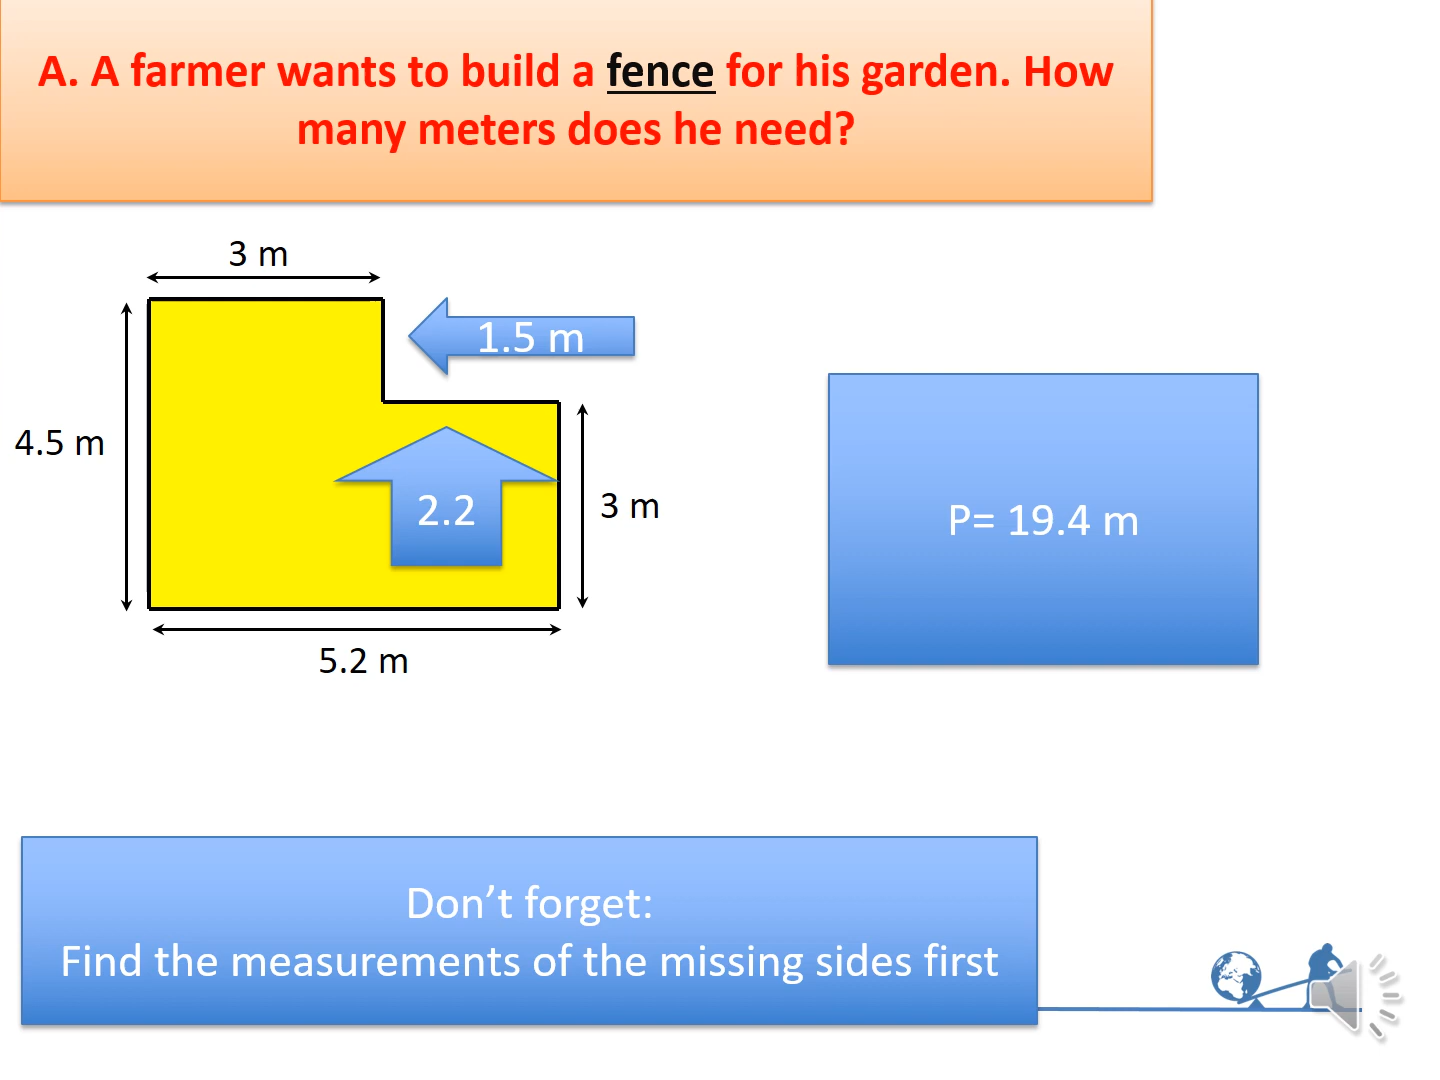 A. A farmer wants to build a fence for his garden. How
many meters does he need?
3 m
1.5 m
4.5 m
2.2
3 m
5.2 m
P= 19.4 m
Don’t forget:
Find the measurements of the missing sides first